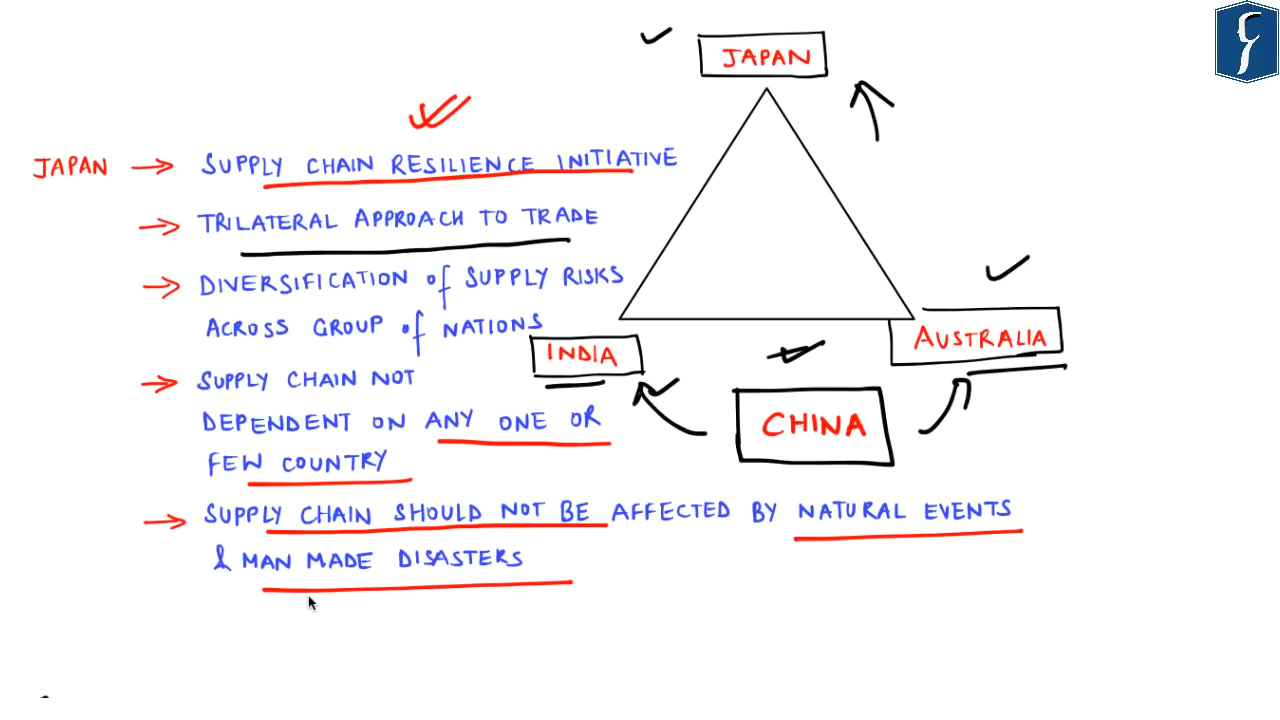 JAPAN
JAPAN → SUPPLY CHAIN RESILIENCE INITIATIVE
→ TRILATERAL APPROACH TO TRADE
→ DIVERSIFICATION of SUPPLY RISKS
ACROSS GROUP of NATIONS
INDIA
AUSTRALIA
→ SUPPLY CHAIN NOT
DEPENDENT ON ANY ONE OR
FEW COUNTRY
CHINA
→ SUPPLY CHAIN SHOULD NOT BE AFFECTED BY NATURAL EVENTS
& MAN MADE DISASTERS